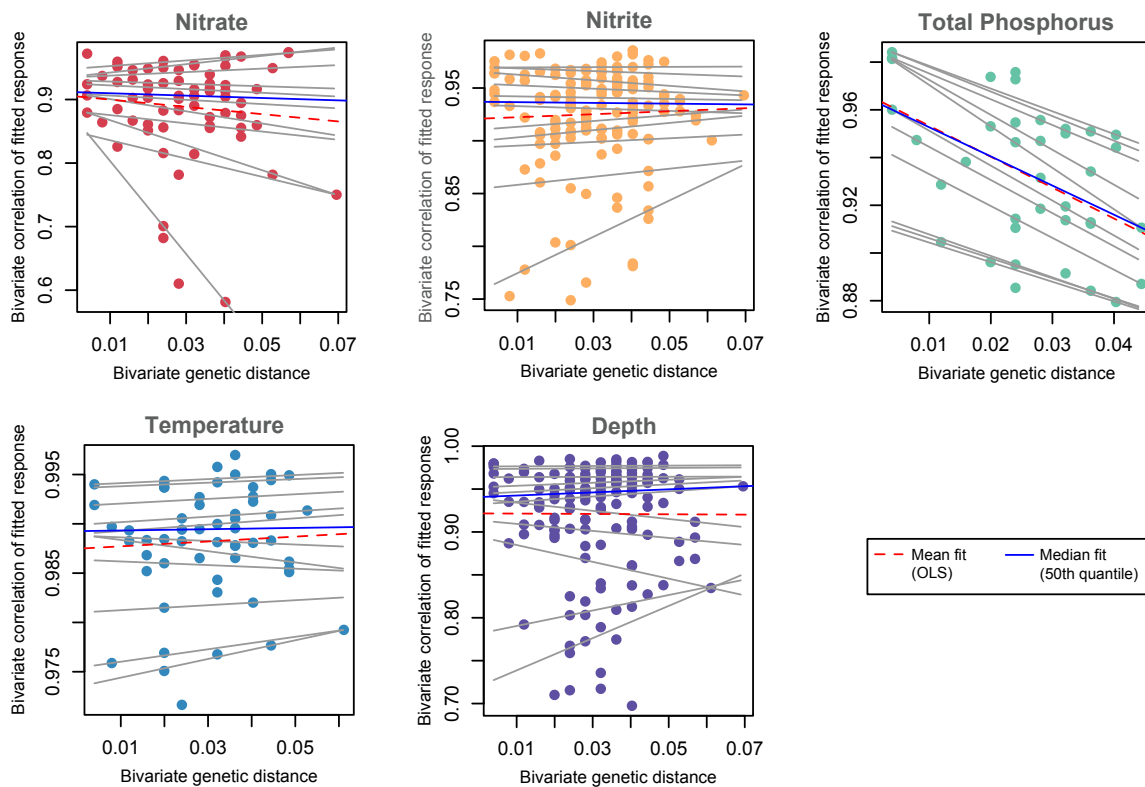 Nitrate
Bivariate correlation of fitted response
0.9
0.8
0.7
0.6
0.01
0.03
0.05
0.07
Bivariate genetic distance
Nitrite
Bivariate correlation of fitted response
0.95
0.85
0.75
0.01
0.03
0.05
0.07
Bivariate genetic distance
Total Phosphorus
Bivariate correlation of fitted response
0.96
0.92
0.88
0.01
0.02
0.03
0.04
Bivariate genetic distance
Temperature
Bivariate correlation of fitted response
0.995
0.985
0.975
0.01
0.03
0.05
Bivariate genetic distance
Depth
Bivariate correlation of fitted response
1.00
0.90
0.80
0.70
0.01
0.03
0.05
0.07
Bivariate genetic distance
Mean fit
(OLS)
Median fit
(50th quantile)